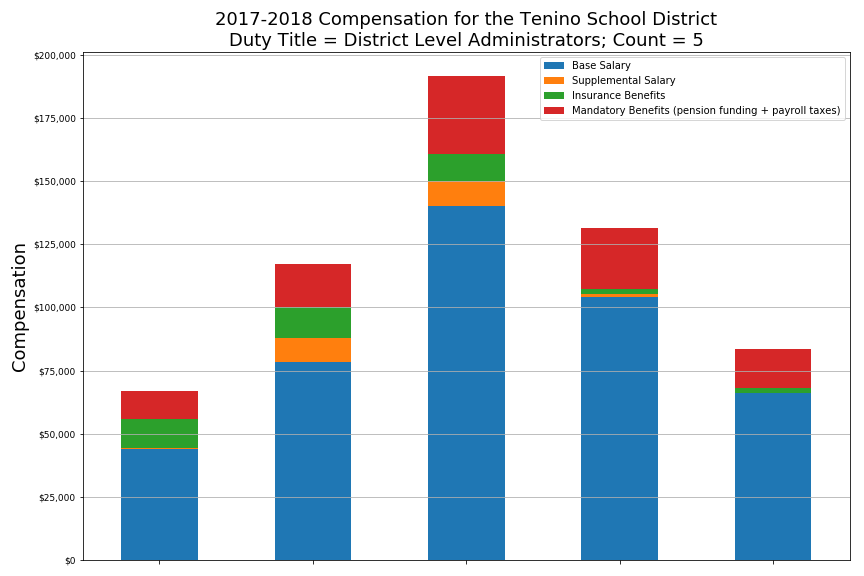 2017-2018 Compensation for the Tenino School District
Duty Title = District Level Administrators; Count = 5
Base Salary
Supplemental Salary
Insurance Benefits
Mandatory Benefits (pension funding + payroll taxes)
Compensation
$200,000
$175,000
$150,000
$125,000
$100,000
$75,000
$50,000
$25,000
$0